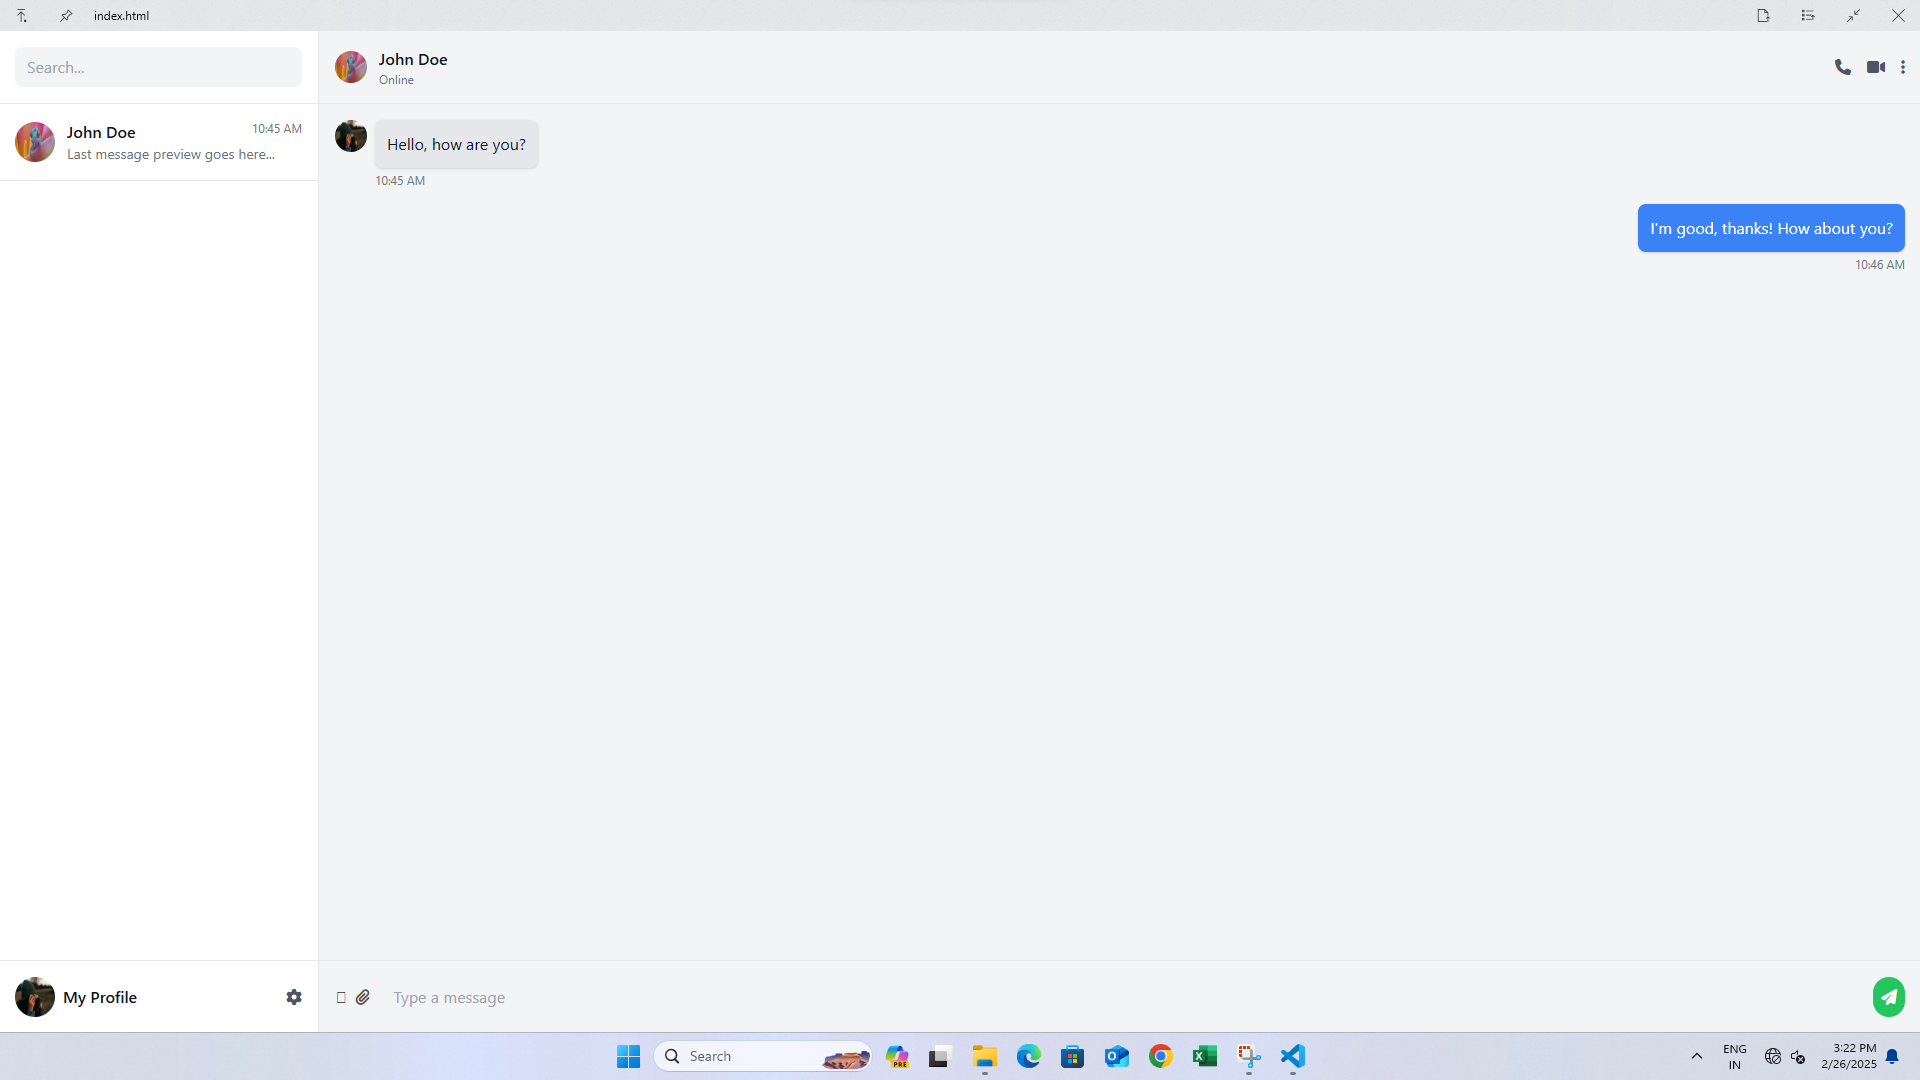 index.html
Search...
John Doe
Online
John Doe
10:45 AM
Last message preview goes here...
Hello, how are you?
10:45 AM
I'm good, thanks! How about you?
10:46 AM
My Profile
Type a message
Search
PRE
ENG
IN
3:22 PM
2/26/2025